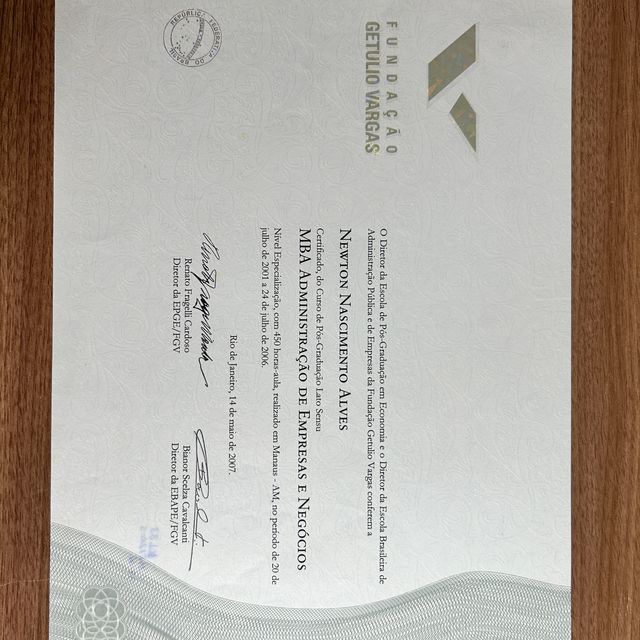 FUNDAÇÃO
GETULIO VARGAS
REPÚBLICA FEDERATIVA DO BRASIL
O Diretor da Escola de Pós-Graduação em Economia e o Diretor da Escola Brasileira de
Administração Pública e de Empresas da Fundação Getulio Vargas conferem a
NEWTON NASCIMENTO ALVES
Certificado, do Curso de Pós-Graduação Lato Sensu
MBA ADMINISTRAÇÃO DE EMPRESAS E NEGÓCIOS
Nível Especialização, com 450 horas-aula, realizado em Manaus - AM, no período de 20 de
julho de 2001 a 24 de julho de 2006.
Rio de Janeiro, 14 de maio de 2007.
Renato Fragelli Cardoso
Diretor da EPGE/FGV
Bianor Scelza Cavalcanti
Diretor da EBAPE/FGV